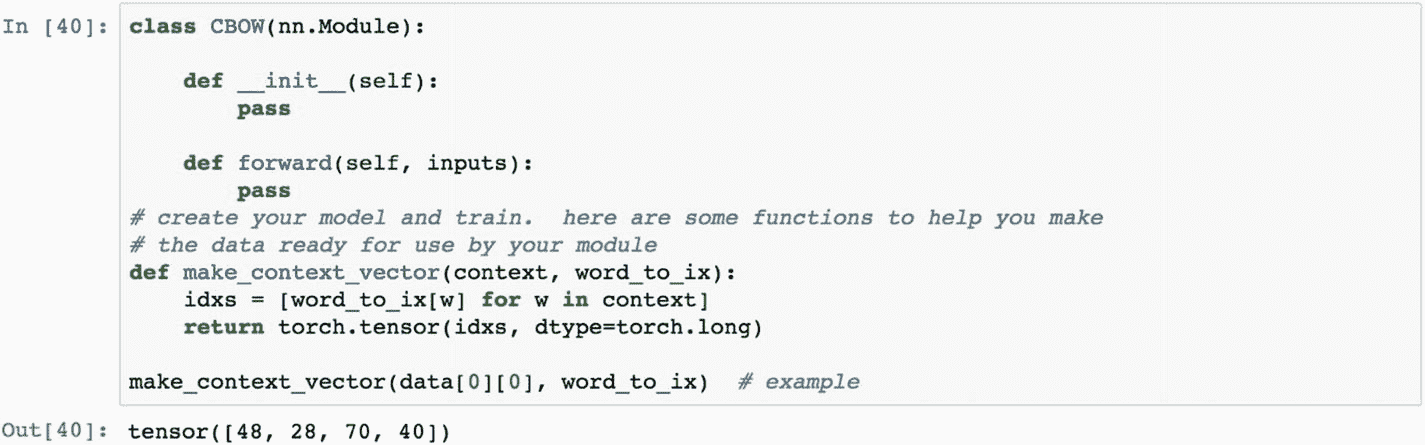 In [40]: class CBOW(nn.Module):
    def __init__(self):
        pass
    def forward(self, inputs):
        pass
# create your model and train.  here are some functions to help you make
# the data ready for use by your module
def make_context_vector(context, word_to_ix):
    idxs = [word_to_ix[w] for w in context]
    return torch.tensor(idxs, dtype=torch.long)
make_context_vector(data[0][0], word_to_ix)  # example
Out[40]: tensor([48, 28, 70, 40])